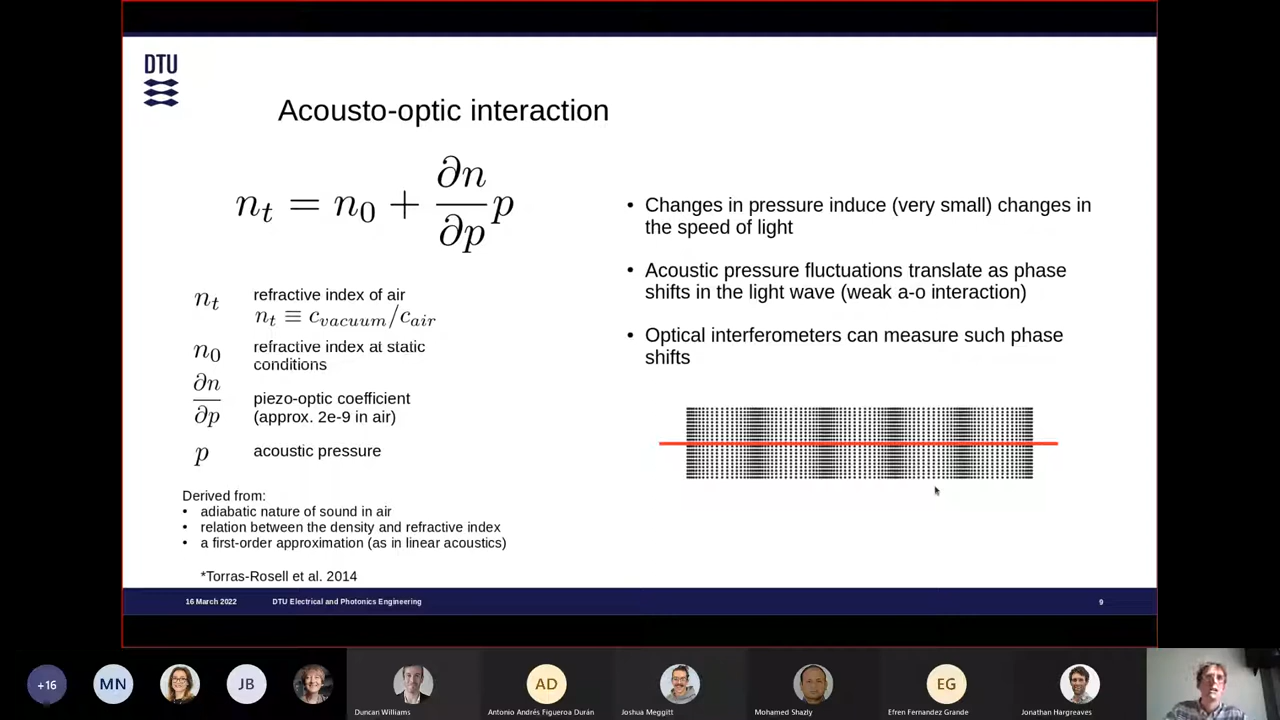 DTU
Acousto-optic interaction
n_t = n_0 + ∂n/∂p p
n_t refractive index of air
n_t ≡ c_vacuum/c_air
n_0 refractive index at static
conditions
∂n/∂p piezo-optic coefficient
(approx. 2e-9 in air)
p acoustic pressure
Derived from:
• adiabatic nature of sound in air
• relation between the density and refractive index
• a first-order approximation (as in linear acoustics)
*Torras-Rosell et al. 2014
• Changes in pressure induce (very small) changes in
the speed of light
• Acoustic pressure fluctuations translate as phase
shifts in the light wave (weak a-o interaction)
• Optical interferometers can measure such phase
shifts
16 March 2022 DTU Electrical and Photonics Engineering 9
+16 MN JB AD EG
Duncan Williams Antonio Andrés Figueroa Durán Joshua Meggitt Mohamed Shazly Efren Fernandez Grande Jonathan Hargreaves